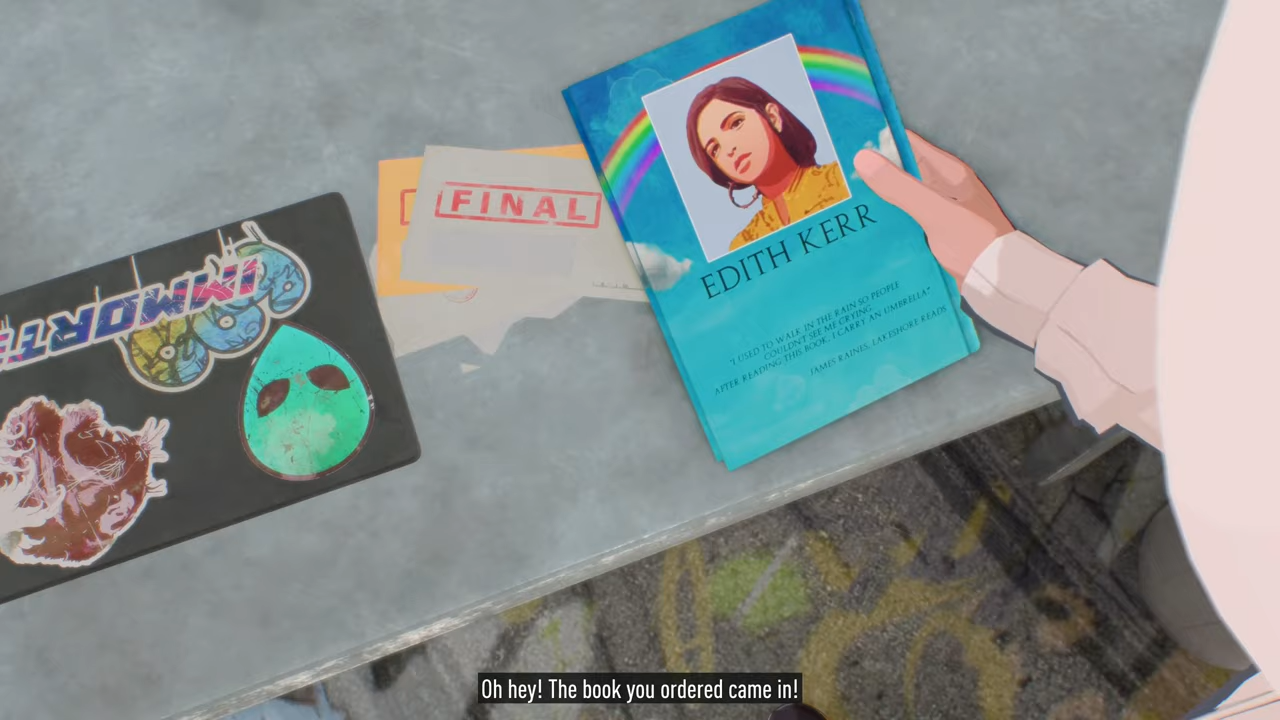 FINAL
IMMORT
EDITH KERR
"I USED TO WALK IN THE RAIN SO PEOPLE
COULDN'T SEE ME CRYING.
AFTER READING THIS BOOK, I CARRY AN UMBRELLA."
JAMES RAINES, LAKESHORE READS
Oh hey! The book you ordered came in!